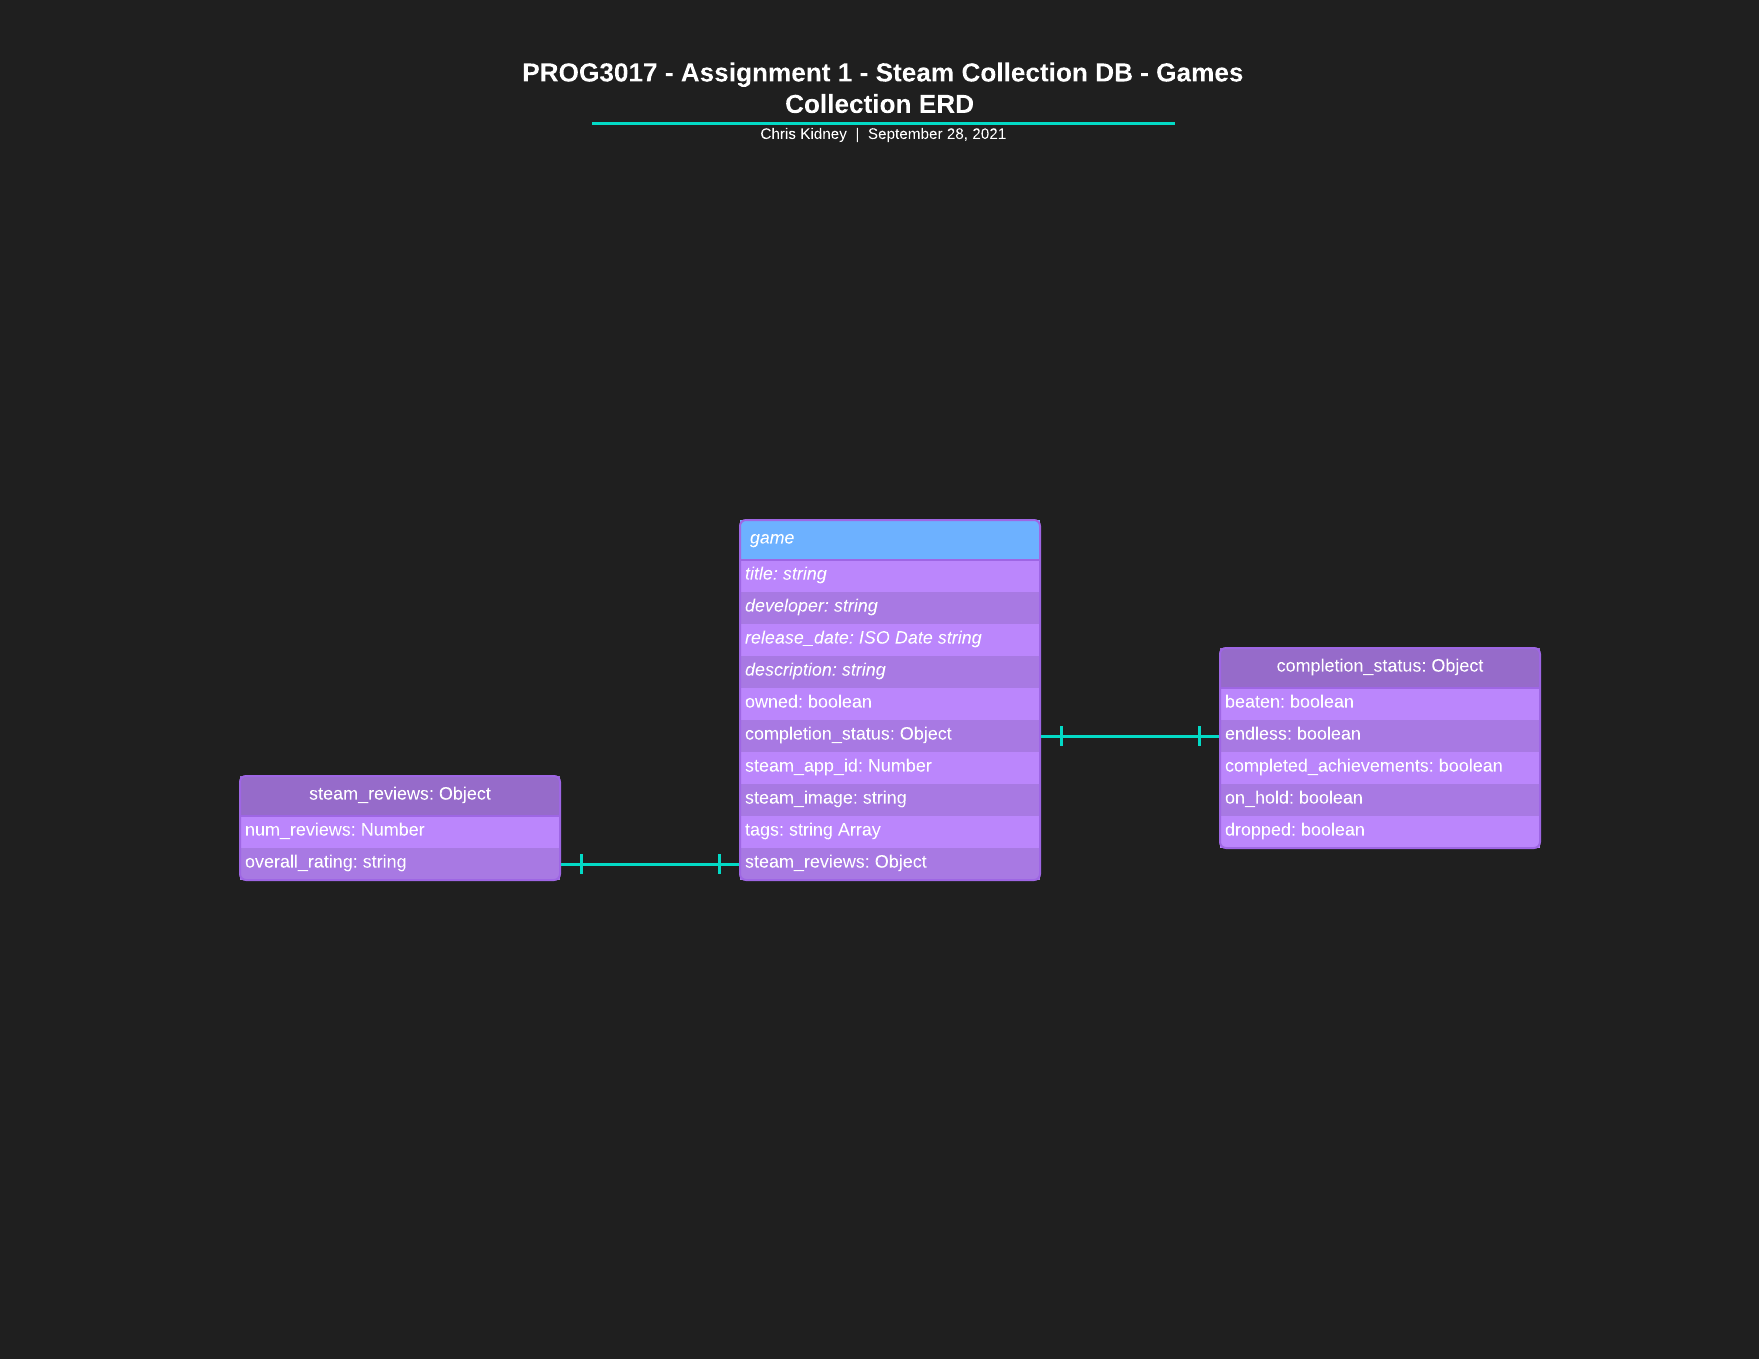 PROG3017 - Assignment 1 - Steam Collection DB - Games
Collection ERD
Chris Kidney | September 28, 2021
game
title: string
developer: string
release_date: ISO Date string
description: string
owned: boolean
completion_status: Object
steam_app_id: Number
steam_image: string
tags: string Array
steam_reviews: Object
completion_status: Object
beaten: boolean
endless: boolean
completed_achievements: boolean
on_hold: boolean
dropped: boolean
steam_reviews: Object
num_reviews: Number
overall_rating: string